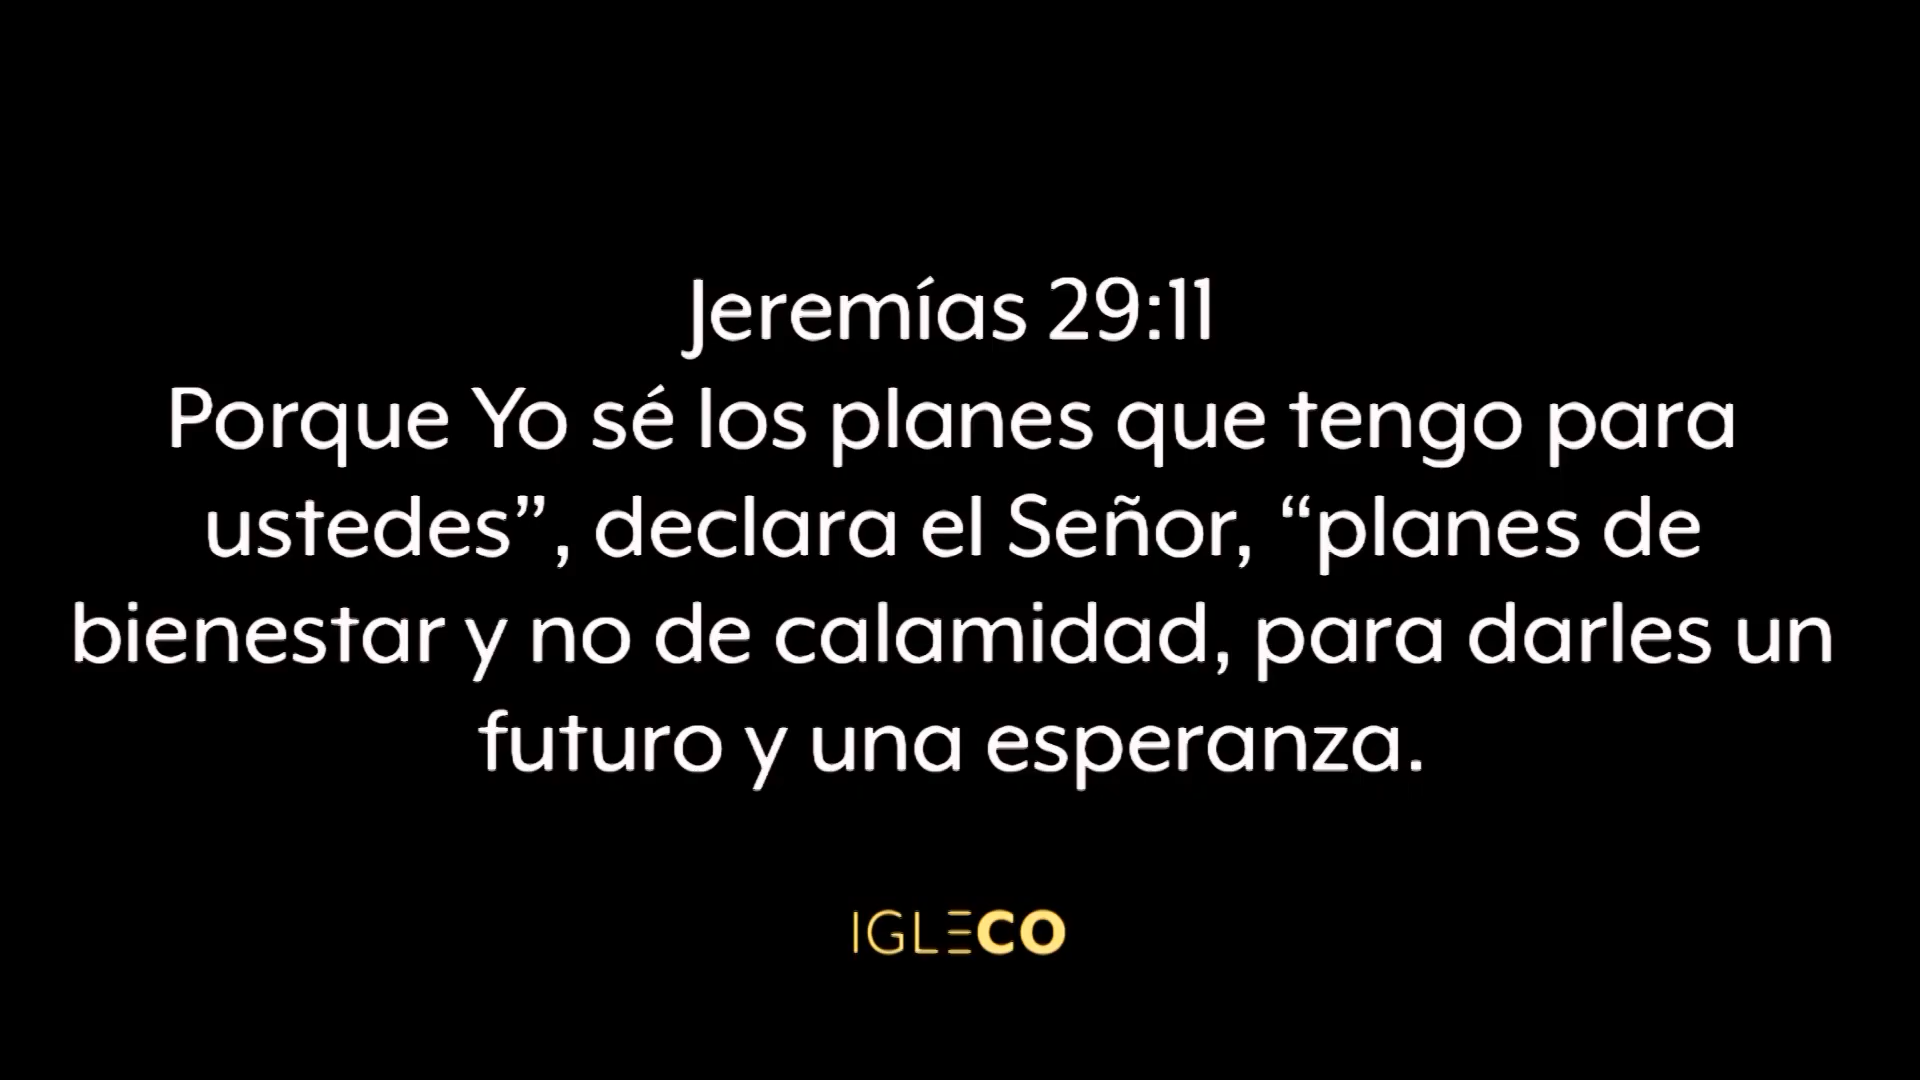 Jeremías 29:11
Porque Yo sé los planes que tengo para
ustedes”, declara el Señor, “planes de
bienestar y no de calamidad, para darles un
futuro y una esperanza.
IGLECO